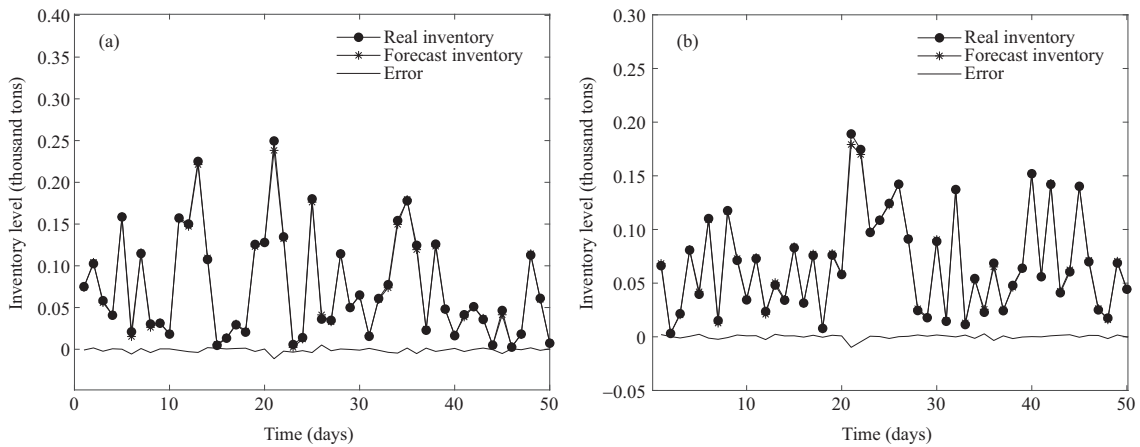 (a)
Real inventory
Forecast inventory
Error
0.40
0.35
0.30
0.25
0.20
0.15
0.10
0.05
0
Inventory level (thousand tons)
0 10 20 30 40 50
Time (days)
(b)
Real inventory
Forecast inventory
Error
0.30
0.25
0.20
0.15
0.10
0.05
0
−0.05
Inventory level (thousand tons)
10 20 30 40 50
Time (days)